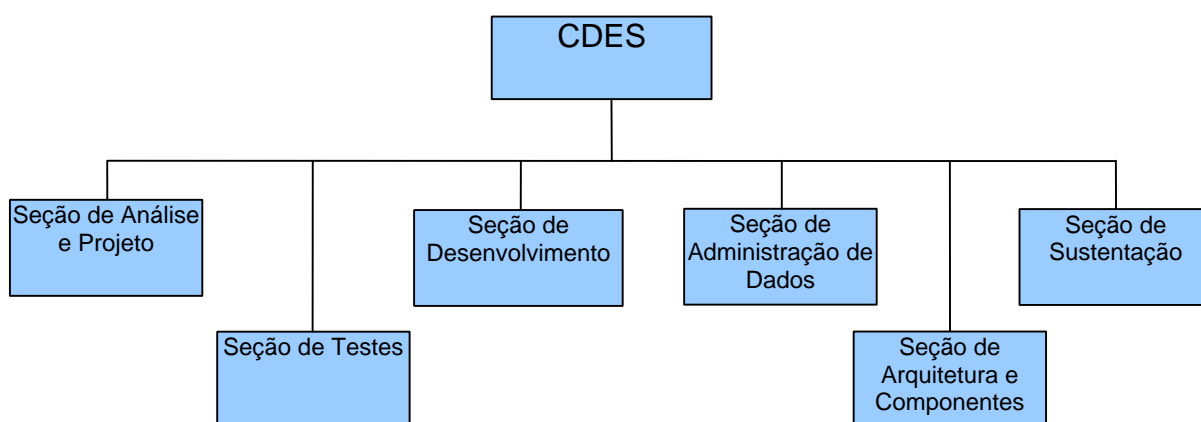 CDES
Seção de Análise
e Projeto
Seção de Testes
Seção de
Desenvolvimento
Seção de
Administração de
Dados
Seção de
Arquitetura e
Componentes
Seção de
Sustentação